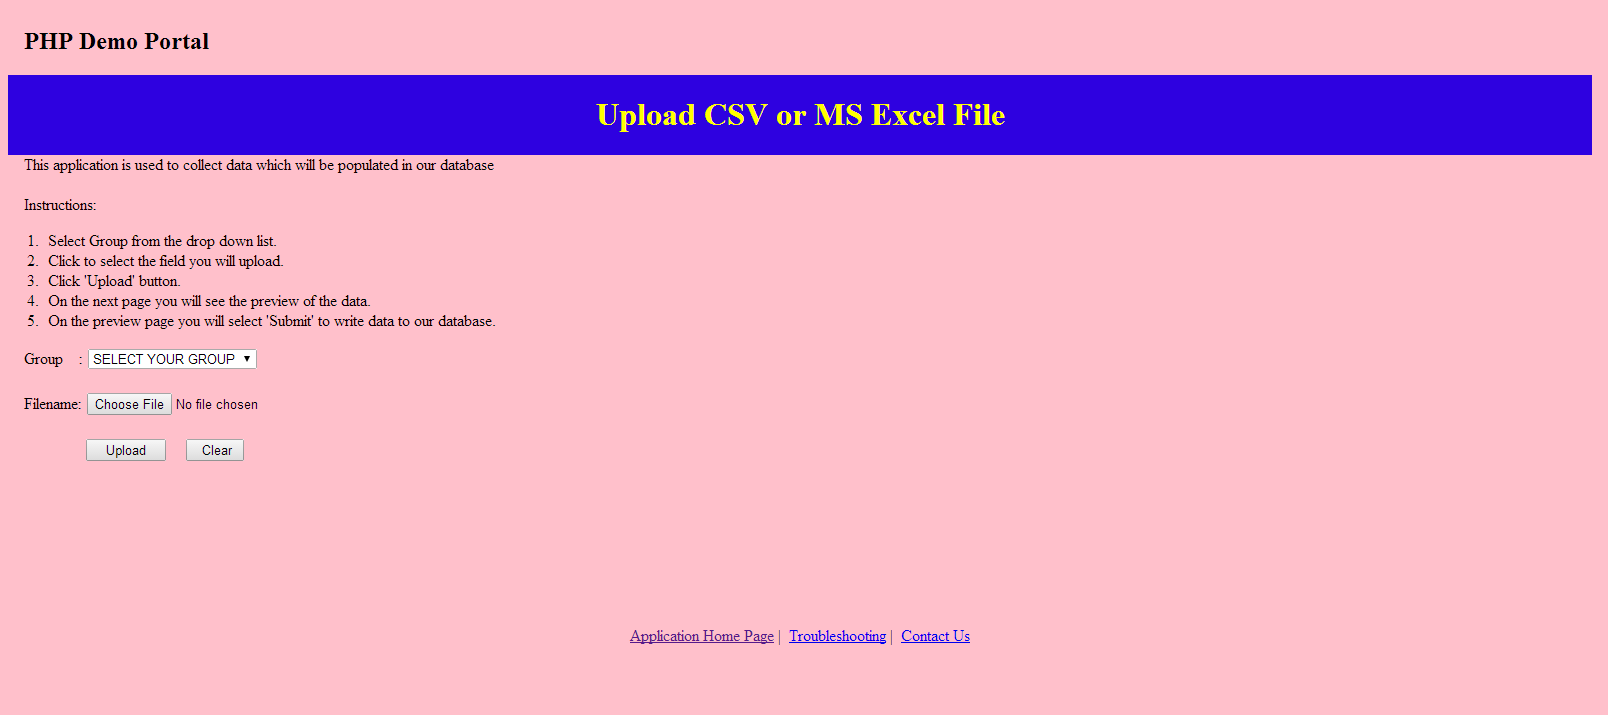 PHP Demo Portal
Upload CSV or MS Excel File
This application is used to collect data which will be populated in our database
Instructions:
1. Select Group from the drop down list.
2. Click to select the field you will upload.
3. Click 'Upload' button.
4. On the next page you will see the preview of the data.
5. On the preview page you will select 'Submit' to write data to our database.
Group : SELECT YOUR GROUP
Filename: Choose File No file chosen
Upload Clear
Application Home Page | Troubleshooting | Contact Us